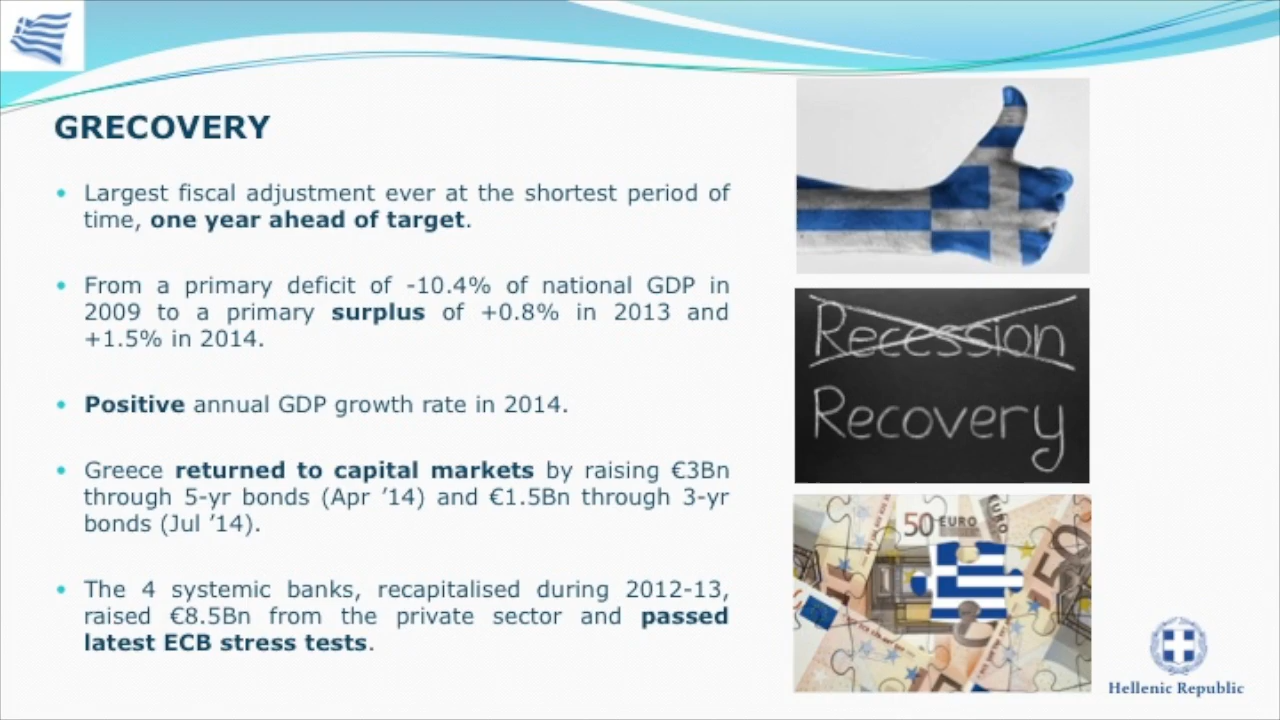 GRECOVERY
• Largest fiscal adjustment ever at the shortest period of
time, one year ahead of target.
• From a primary deficit of -10.4% of national GDP in
2009 to a primary surplus of +0.8% in 2013 and
+1.5% in 2014.
• Positive annual GDP growth rate in 2014.
• Greece returned to capital markets by raising €3Bn
through 5-yr bonds (Apr ’14) and €1.5Bn through 3-yr
bonds (Jul ’14).
• The 4 systemic banks, recapitalised during 2012-13,
raised €8.5Bn from the private sector and passed
latest ECB stress tests.
Recession
Recovery
50 EURO
EURO
50
Hellenic Republic